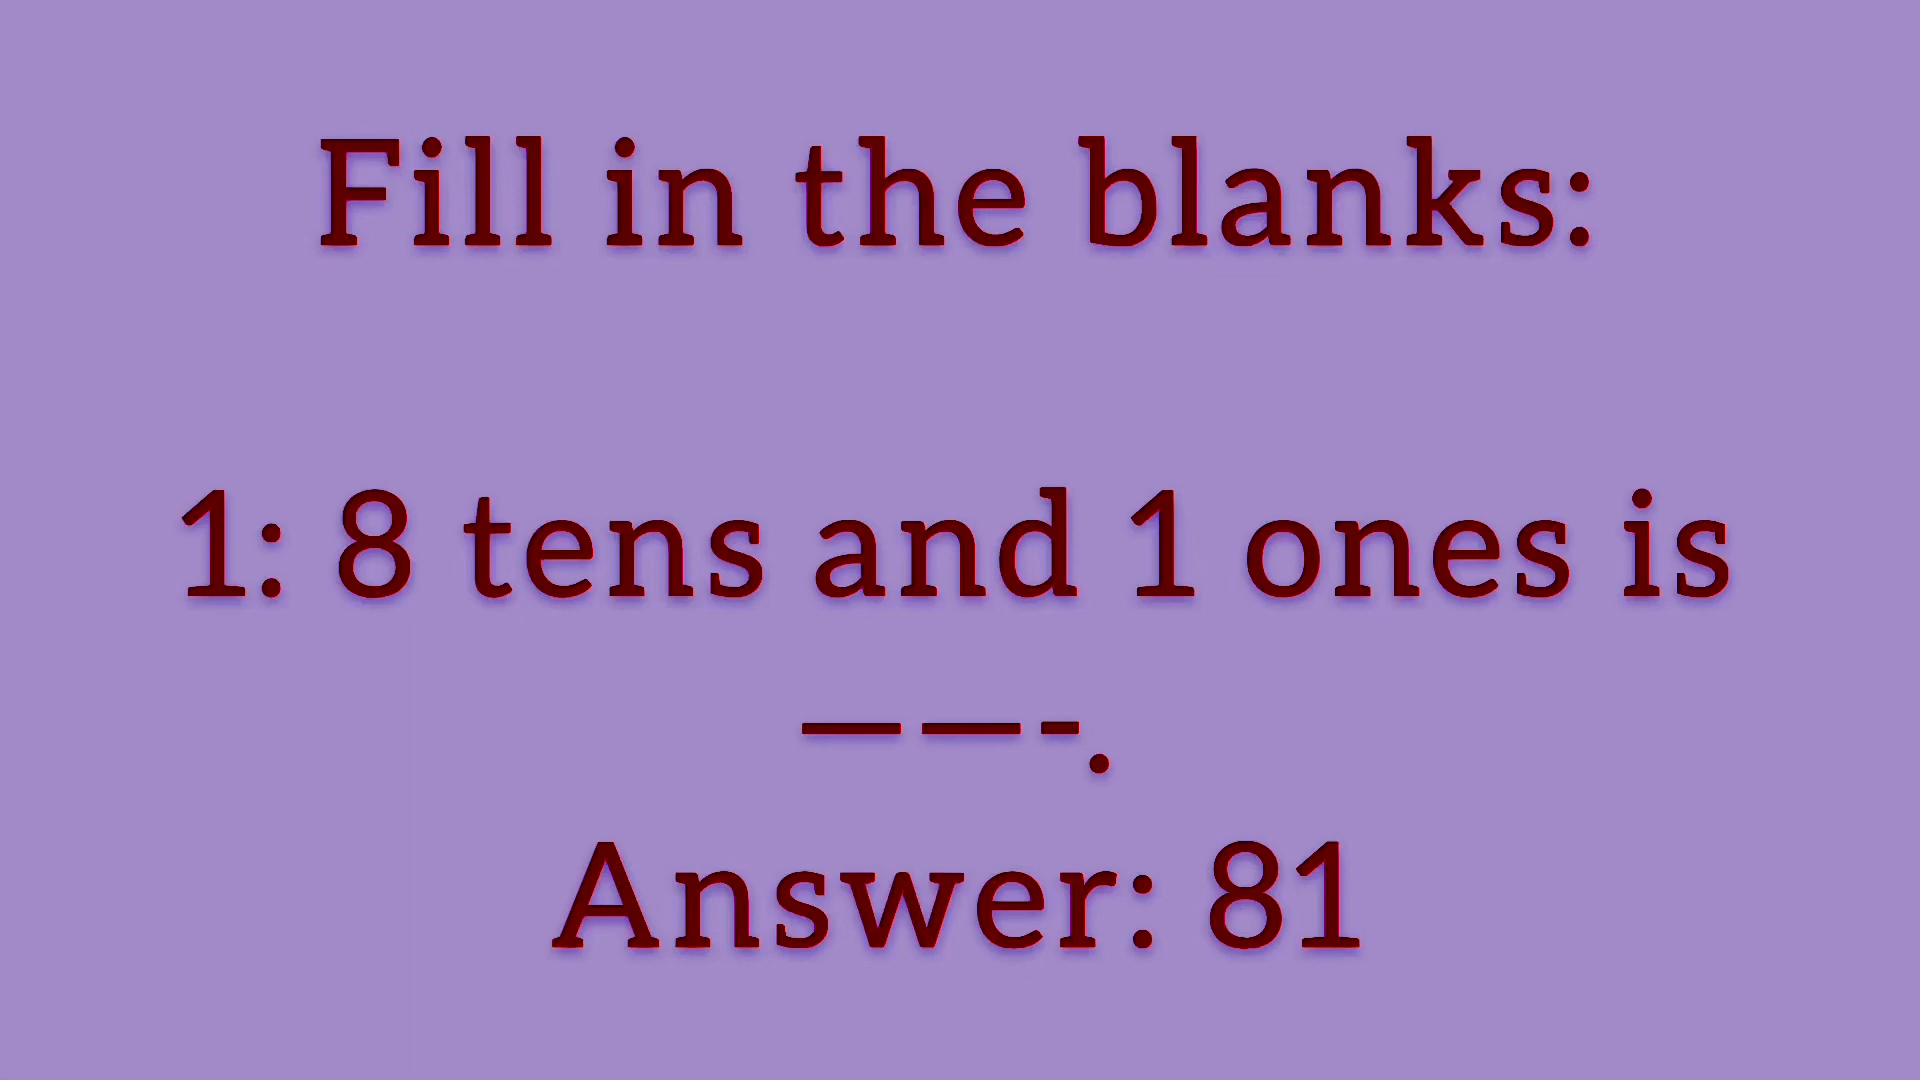 Fill in the blanks:
1: 8 tens and 1 ones is
——-.
Answer: 81